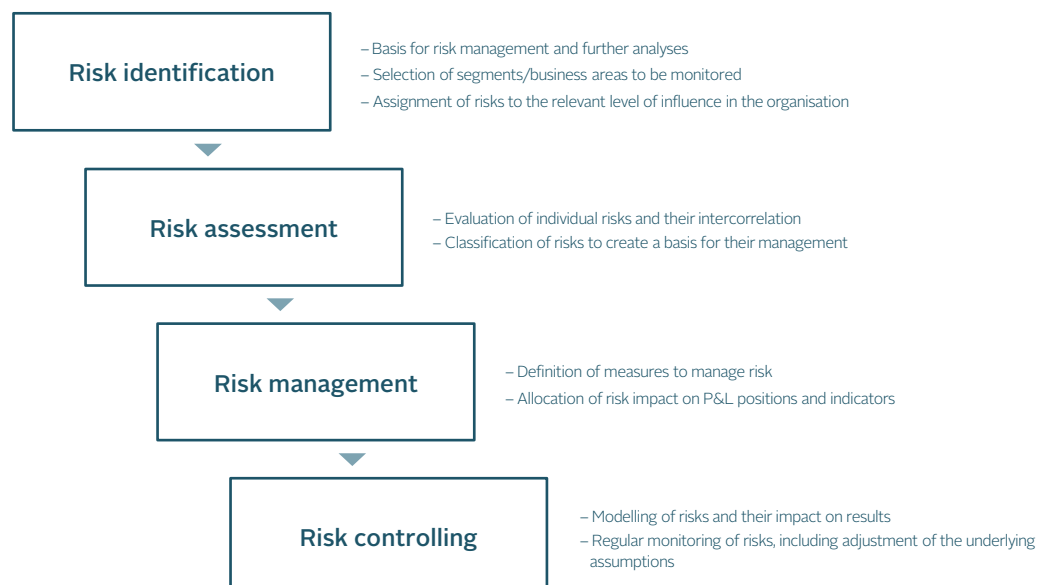 Risk identification
– Basis for risk management and further analyses
– Selection of segments/business areas to be monitored
– Assignment of risks to the relevant level of influence in the organisation
Risk assessment
– Evaluation of individual risks and their intercorrelation
– Classification of risks to create a basis for their management
Risk management
– Definition of measures to manage risk
– Allocation of risk impact on P&L positions and indicators
Risk controlling
– Modelling of risks and their impact on results
– Regular monitoring of risks, including adjustment of the underlying
assumptions